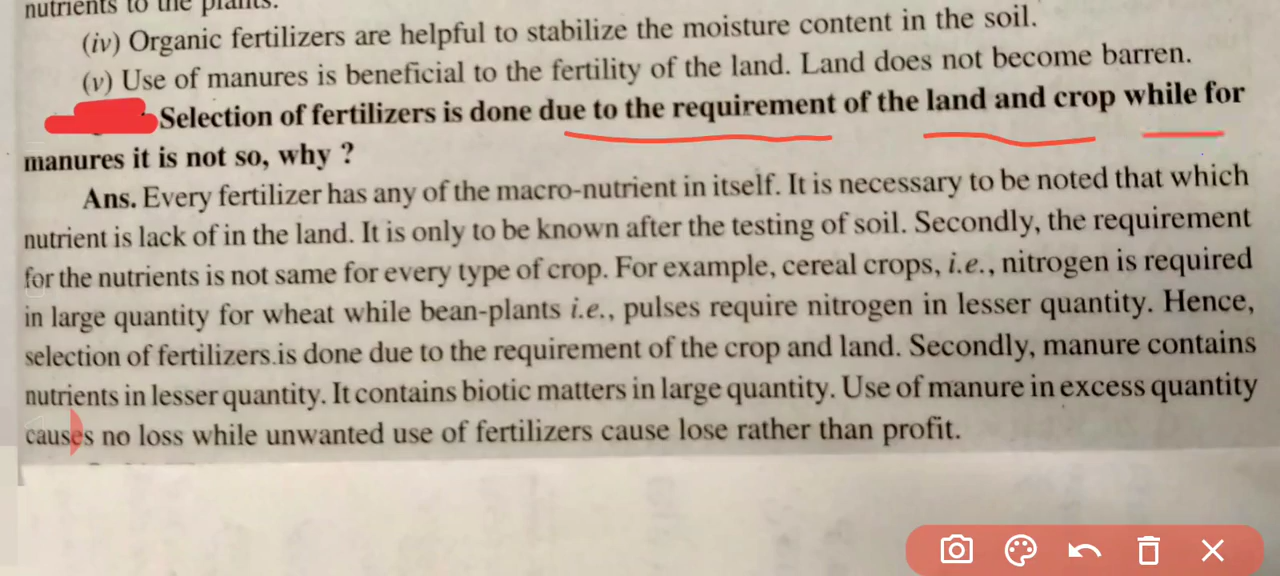 nutrients to the plants.
(iv) Organic fertilizers are helpful to stabilize the moisture content in the soil.
(v) Use of manures is beneficial to the fertility of the land. Land does not become barren.
Selection of fertilizers is done due to the requirement of the land and crop while for
manures it is not so, why ?
Ans. Every fertilizer has any of the macro-nutrient in itself. It is necessary to be noted that which
nutrient is lack of in the land. It is only to be known after the testing of soil. Secondly, the requirement
for the nutrients is not same for every type of crop. For example, cereal crops, i.e., nitrogen is required
in large quantity for wheat while bean-plants i.e., pulses require nitrogen in lesser quantity. Hence,
selection of fertilizers is done due to the requirement of the crop and land. Secondly, manure contains
nutrients in lesser quantity. It contains biotic matters in large quantity. Use of manure in excess quantity
causes no loss while unwanted use of fertilizers cause lose rather than profit.